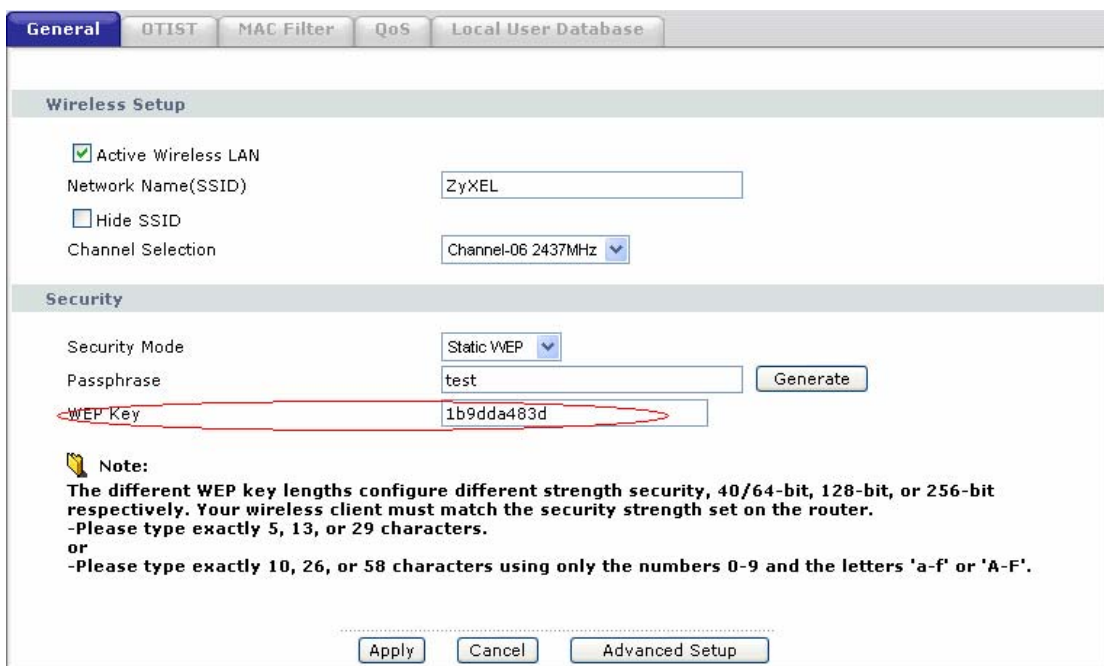 General OTIST MAC Filter QoS Local User Database
Wireless Setup
Active Wireless LAN
Network Name(SSID) ZyXEL
Hide SSID
Channel Selection Channel-06 2437MHz
Security
Security Mode Static WEP
Passphrase test Generate
WEP Key 1b9dda483d
Note:
The different WEP key lengths configure different strength security, 40/64-bit, 128-bit, or 256-bit
respectively. Your wireless client must match the security strength set on the router.
-Please type exactly 5, 13, or 29 characters.
or
-Please type exactly 10, 26, or 58 characters using only the numbers 0-9 and the letters 'a-f' or 'A-F'.
Apply Cancel Advanced Setup